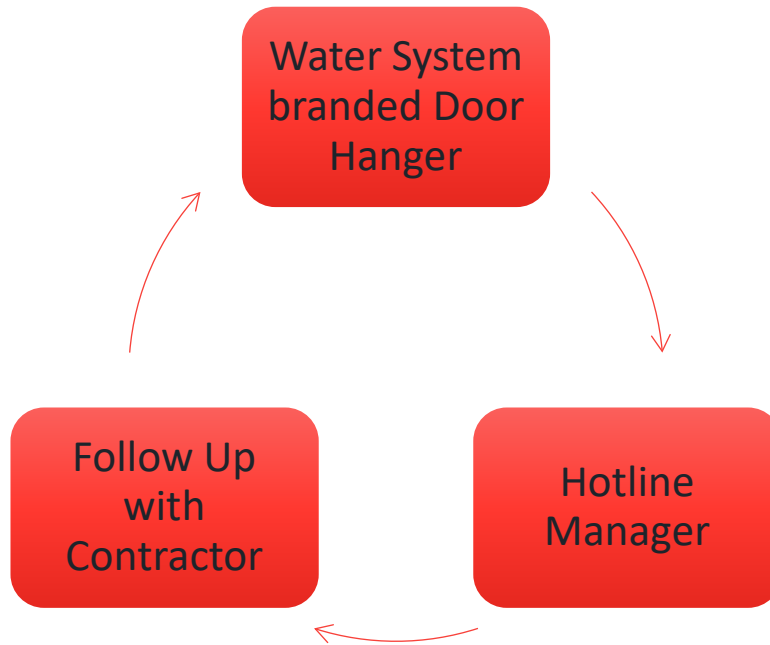 Water System
branded Door
Hanger
Hotline
Manager
Follow Up
with
Contractor